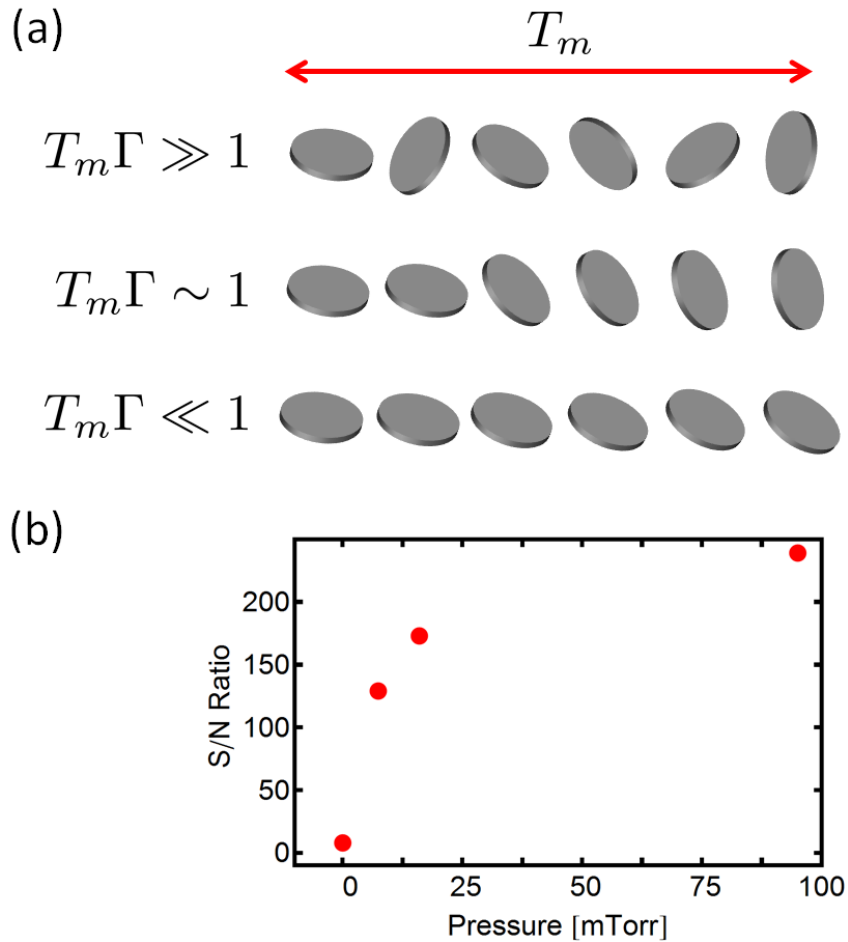 (a)
T_m
T_mΓ ≫ 1
T_mΓ ∼ 1
T_mΓ ≪ 1
(b)
200
150
100
50
0
S/N Ratio
0 25 50 75 100
Pressure [mTorr]